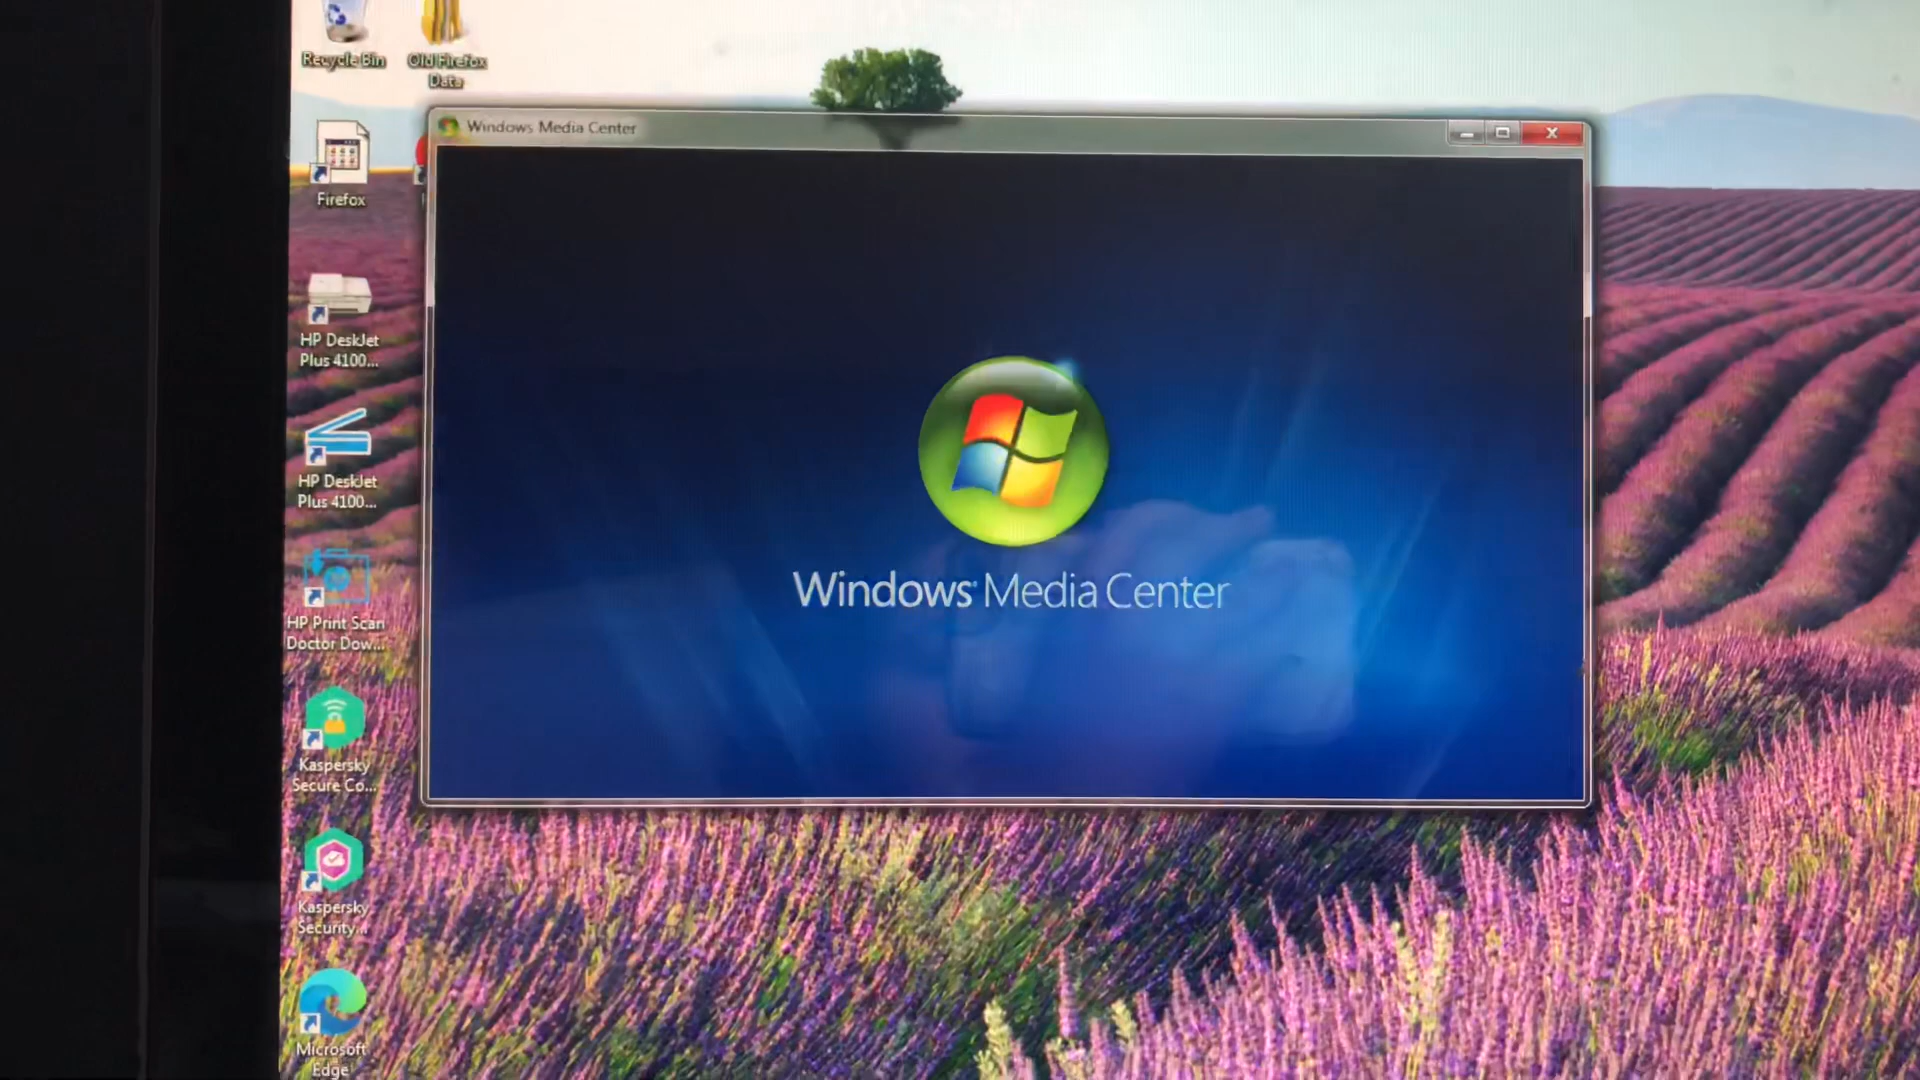 Recycle Bin
Old Firefox
Data
Windows Media Center
Firefox
HP DeskJet
Plus 4100...
HP DeskJet
Plus 4100...
HP Print Scan
Doctor Dow...
Kaspersky
Secure Co...
Kaspersky
Security...
Microsoft
Edge
Windows Media Center